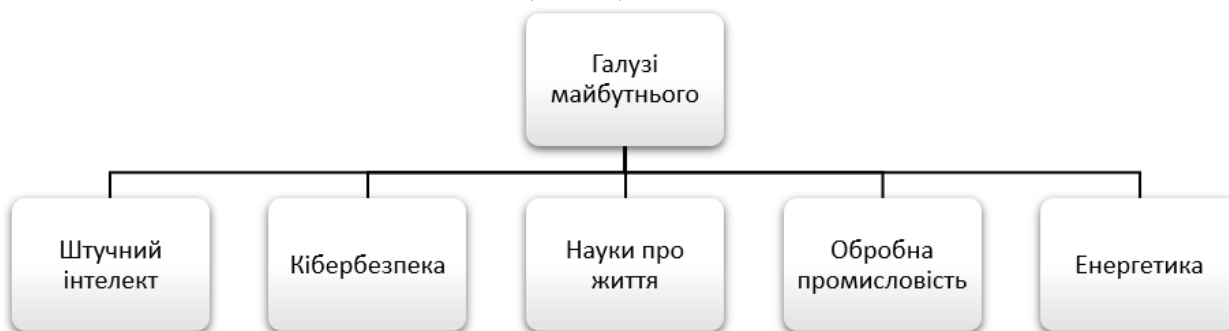 Галузі
майбутнього
Штучний
інтелект
Кібербезпека
Науки про
життя
Обробна
промисловість
Енергетика